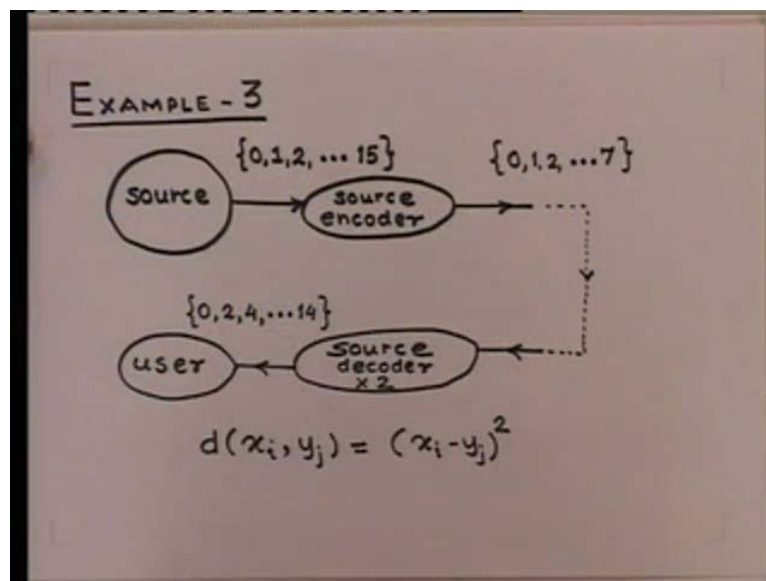 EXAMPLE - 3
{0,1,2, ... 15}
{0,1,2, ...7}
source
source
encoder
{0,2,4, ...14}
user
source
decoder
x 2
d(xi, yj) = (xi-yj)²